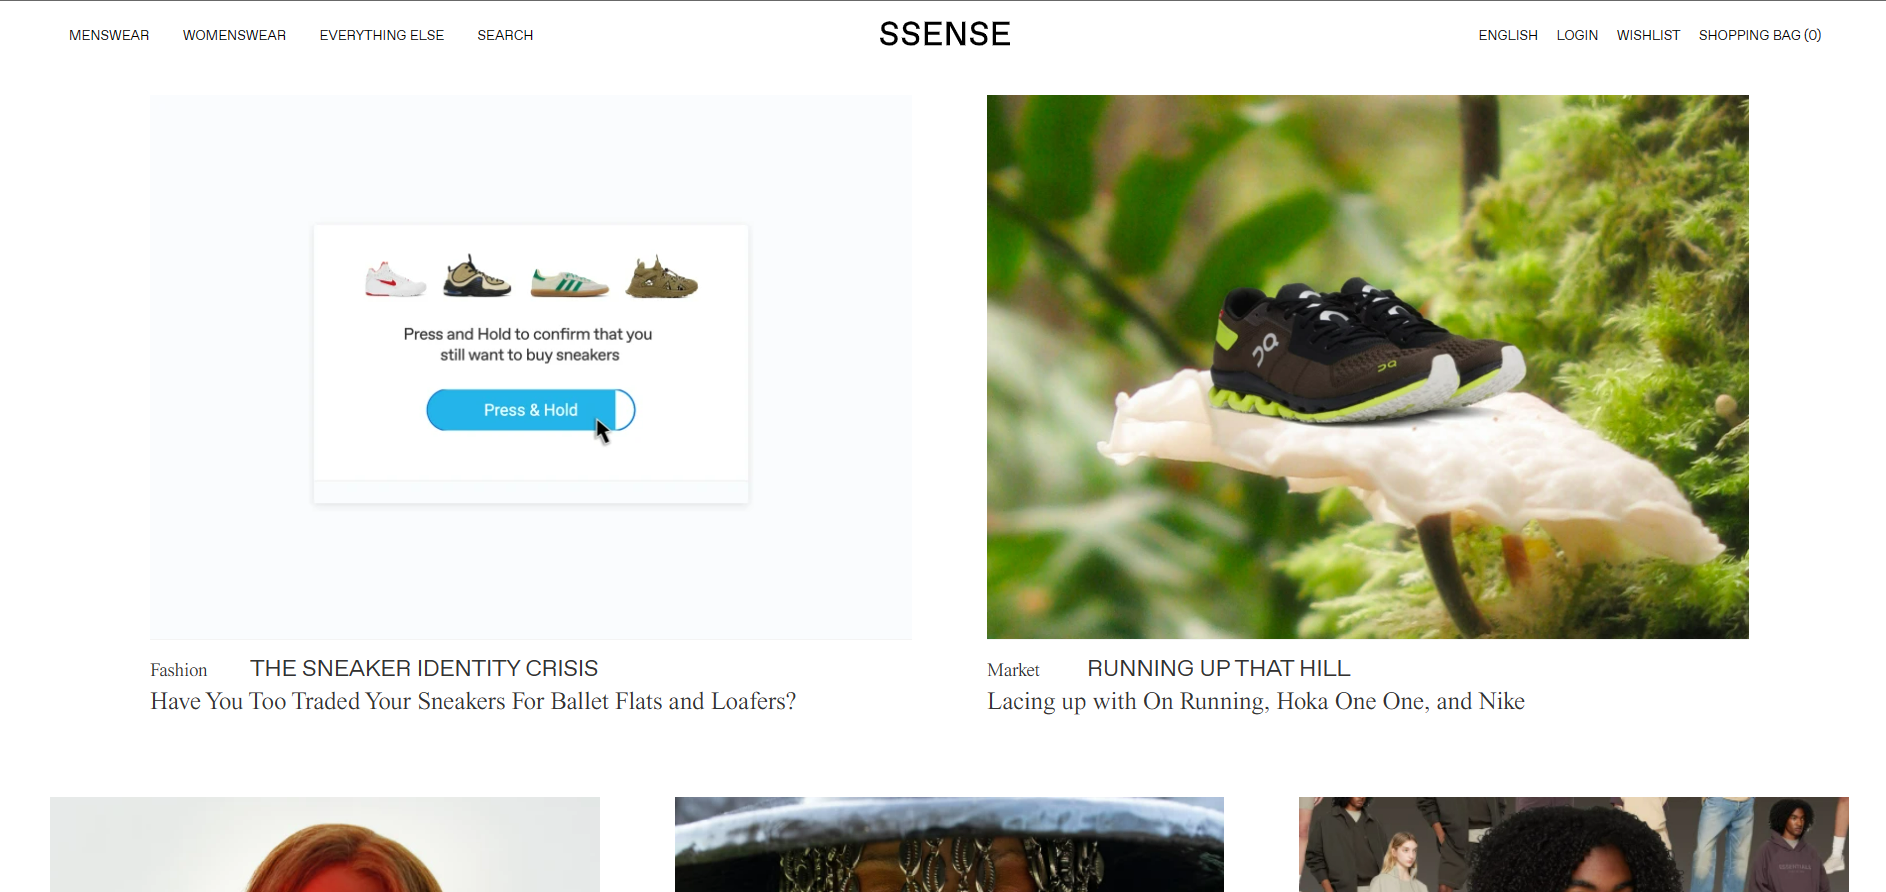 MENSWEAR WOMENSWEAR EVERYTHING ELSE SEARCH SSENSE ENGLISH LOGIN WISHLIST SHOPPING BAG (0)
Press and Hold to confirm that you
still want to buy sneakers
Press & Hold
Fashion THE SNEAKER IDENTITY CRISIS
Have You Too Traded Your Sneakers For Ballet Flats and Loafers?
Market RUNNING UP THAT HILL
Lacing up with On Running, Hoka One One, and Nike
ESSENTIALS